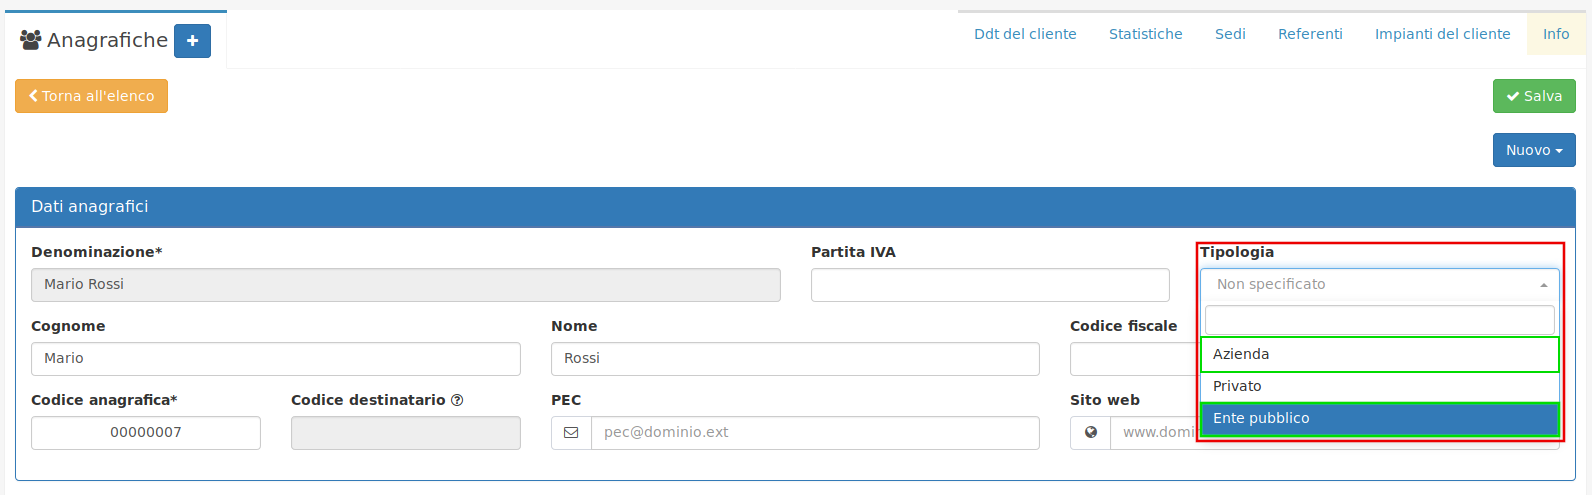 Anagrafiche +
Ddt del cliente Statistiche Sedi Referenti Impianti del cliente Info
Torna all'elenco
Salva
Nuovo
Dati anagrafici
Denominazione* Partita IVA Tipologia
Mario Rossi Non specificato
Cognome Nome Codice fiscale
Mario Rossi
Azienda
Privato
Ente pubblico
Codice anagrafica* Codice destinatario PEC Sito web
00000007 pec@dominio.ext